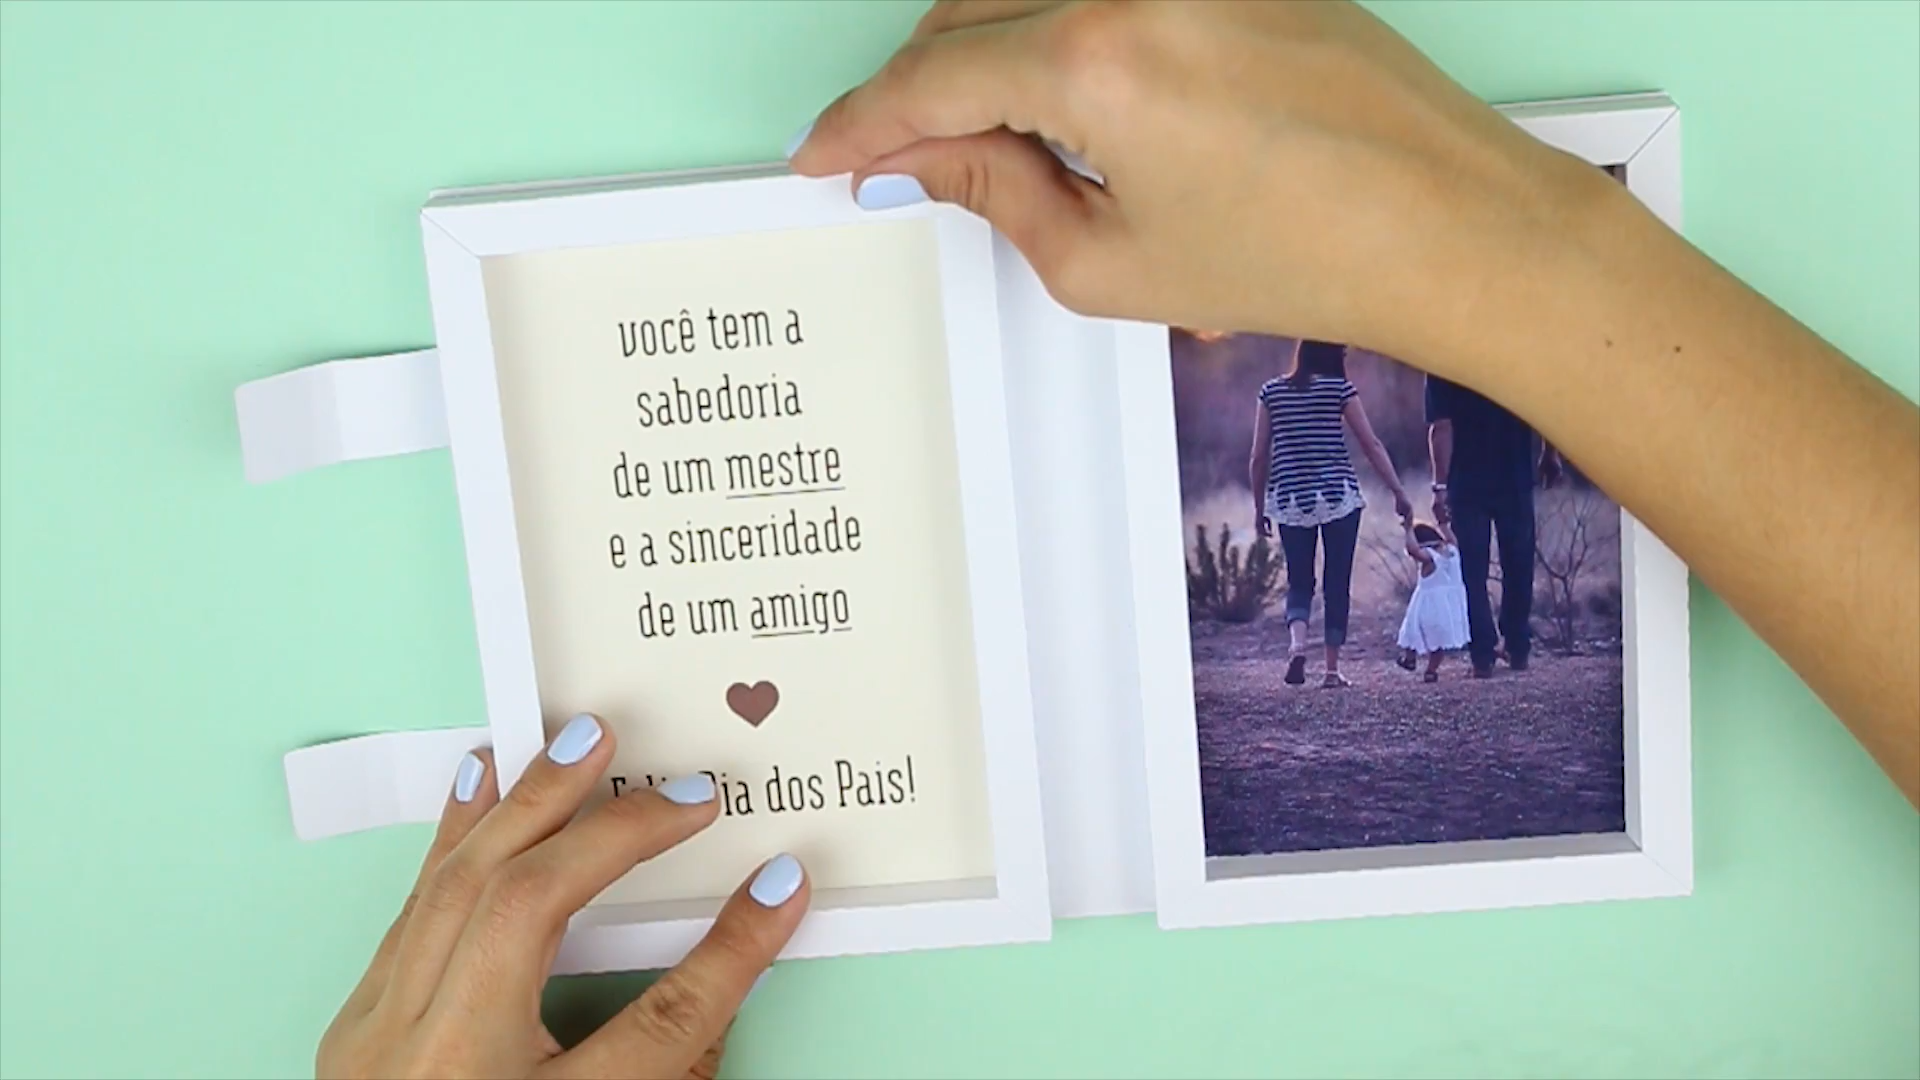 você tem a
sabedoria
de um mestre
e a sinceridade
de um amigo
Dia dos Pais!